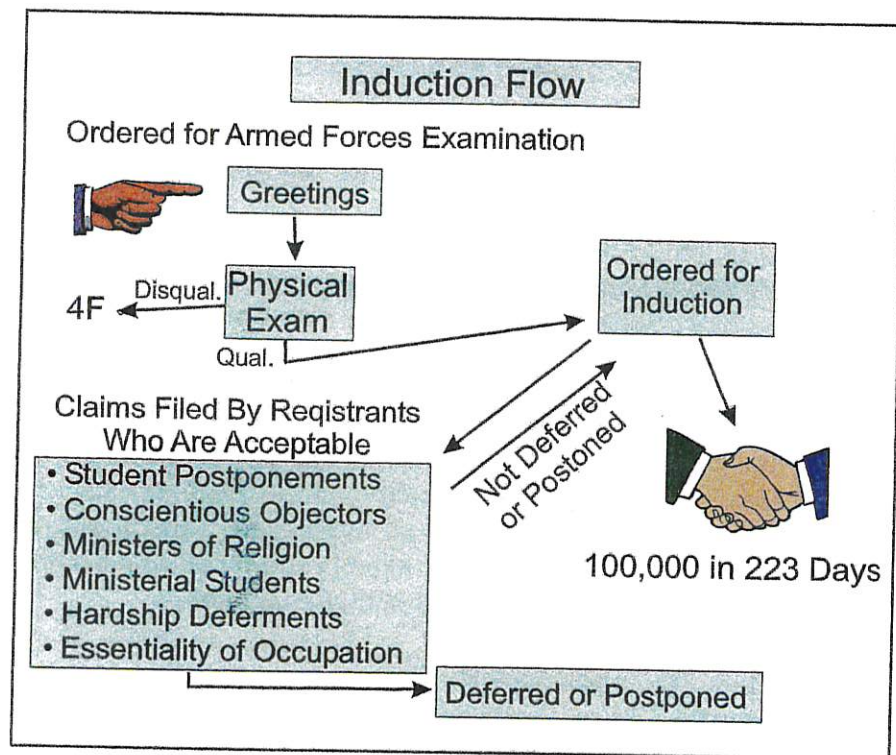 Induction Flow
Ordered for Armed Forces Examination
Greetings
Disqual.
4F
Physical
Exam
Qual.
Ordered for
Induction
Not Deferred
or Postoned
Claims Filed By Reqistrants
Who Are Acceptable
• Student Postponements
• Conscientious Objectors
• Ministers of Religion
• Ministerial Students
• Hardship Deferments
• Essentiality of Occupation
100,000 in 223 Days
Deferred or Postponed